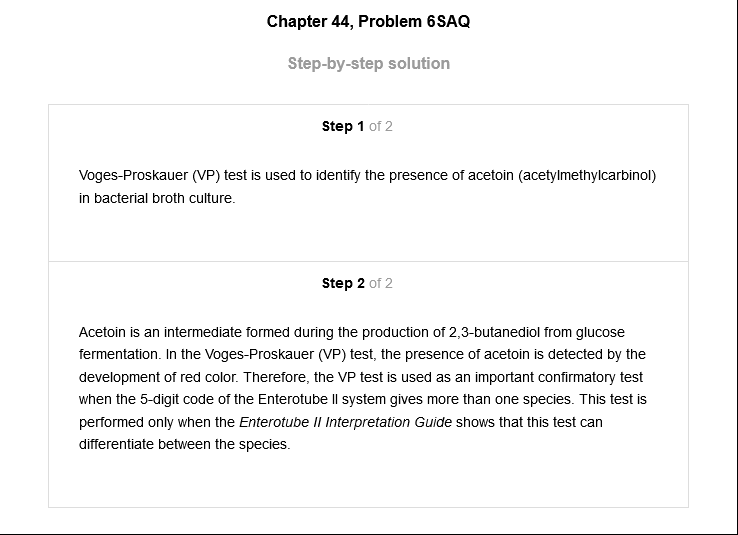 Chapter 44, Problem 6SAQ
Step-by-step solution
Step 1 of 2
Voges-Proskauer (VP) test is used to identify the presence of acetoin (acetylmethylcarbinol)
in bacterial broth culture.
Step 2 of 2
Acetoin is an intermediate formed during the production of 2,3-butanediol from glucose
fermentation. In the Voges-Proskauer (VP) test, the presence of acetoin is detected by the
development of red color. Therefore, the VP test is used as an important confirmatory test
when the 5-digit code of the Enterotube II system gives more than one species. This test is
performed only when the Enterotube II Interpretation Guide shows that this test can
differentiate between the species.